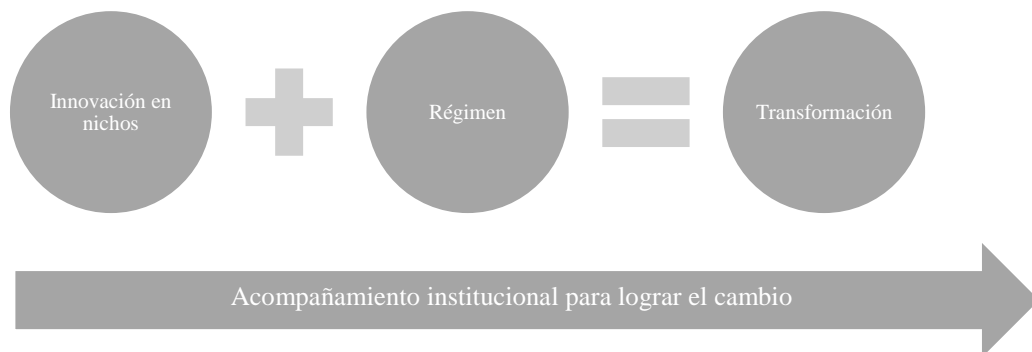 Innovación en
nichos
Régimen
Transformación
Acompañamiento institucional para lograr el cambio